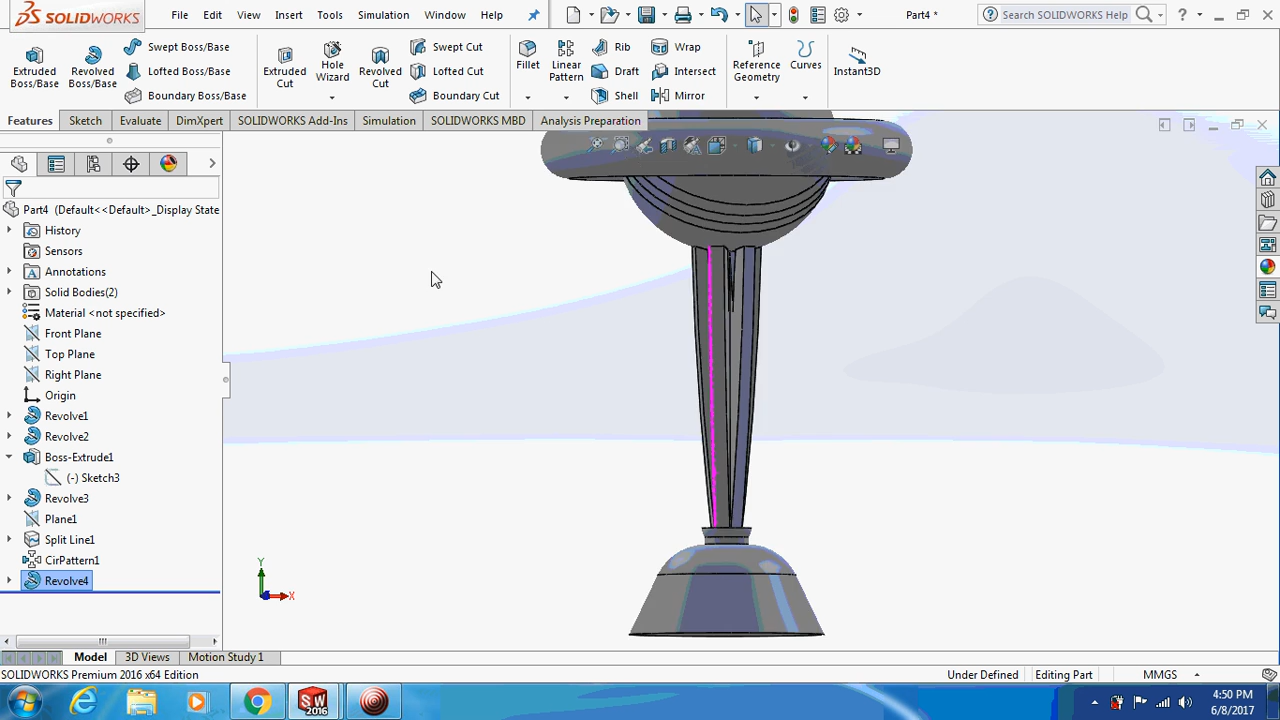 DS SOLIDWORKS
File Edit View Insert Tools Simulation Window Help
Part4 *
Search SOLIDWORKS Help
?
Extruded Boss/Base
Revolved Boss/Base
Swept Boss/Base
Lofted Boss/Base
Boundary Boss/Base
Extruded Cut
Hole Wizard
Revolved Cut
Swept Cut
Lofted Cut
Boundary Cut
Fillet
Linear Pattern
Rib
Draft
Shell
Wrap
Intersect
Mirror
Reference Geometry
Curves
Instant3D
Features Sketch Evaluate DimXpert SOLIDWORKS Add-Ins Simulation SOLIDWORKS MBD Analysis Preparation
Part4 (Default<<Default>_Display State
History
Sensors
Annotations
Solid Bodies(2)
Material <not specified>
Front Plane
Top Plane
Right Plane
Origin
Revolve1
Revolve2
Boss-Extrude1
(-) Sketch3
Revolve3
Plane1
Split Line1
CirPattern1
Revolve4
Y
X
Model 3D Views Motion Study 1
SOLIDWORKS Premium 2016 x64 Edition
Under Defined Editing Part MMGS
SW
2016
4:50 PM
6/8/2017